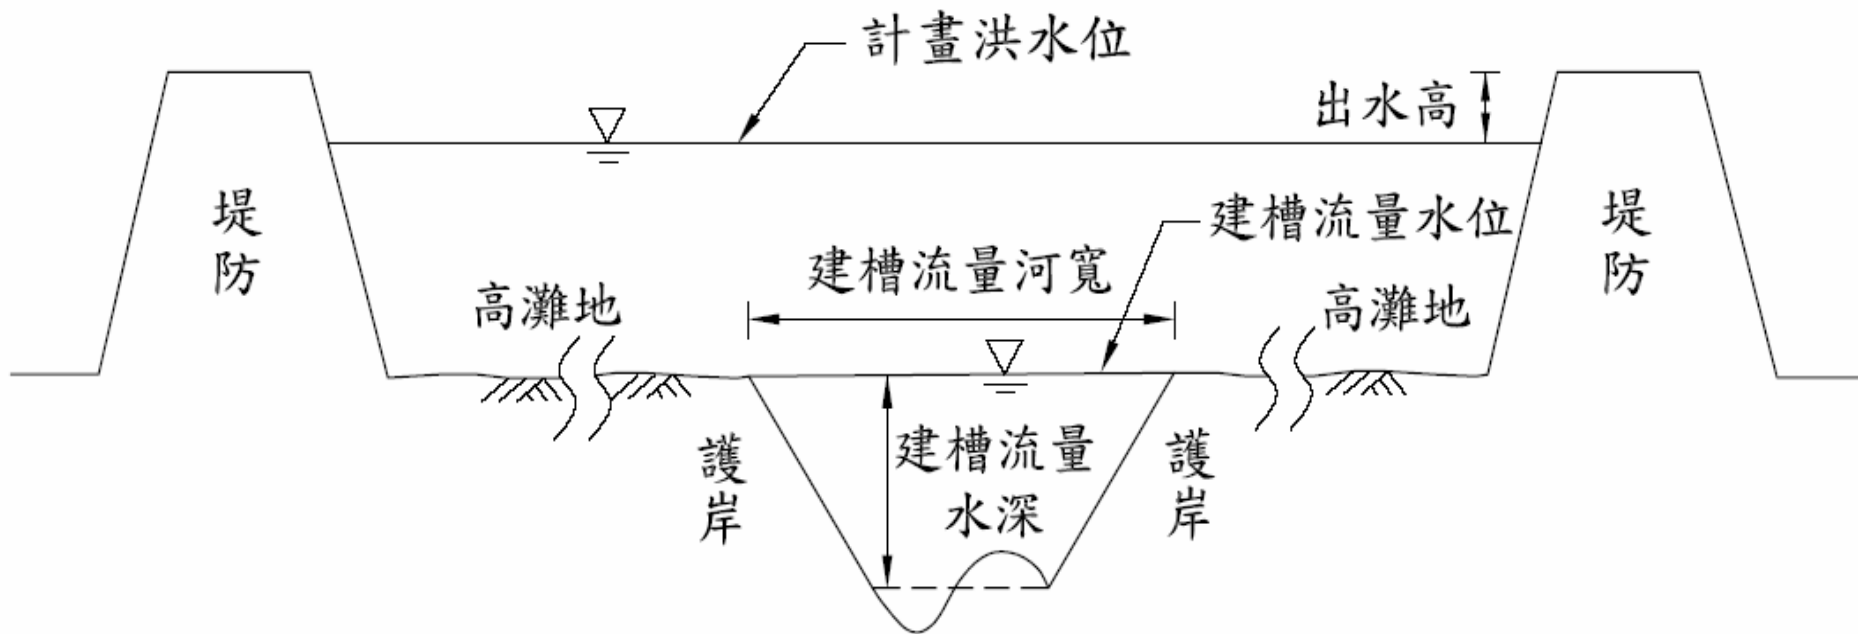 計畫洪水位
出水高
堤防
建槽流量水位
堤防
建槽流量河寬
高灘地
高灘地
護岸
建槽流量
水深
護岸